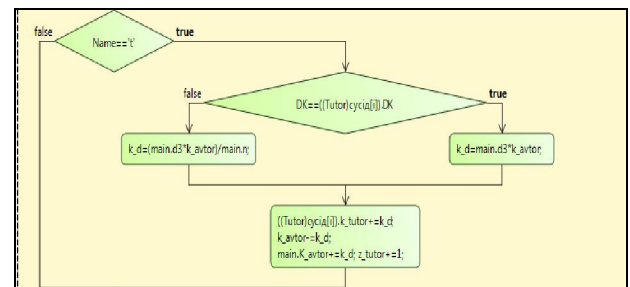 false
true
Name=='t'
false
true
DK==((Tutor)сусід[i]).DK
k_d=(main.d3*k_avtor)/main.n;
k_d=main.d3*k_avtor;
((Tutor)сусід[i]).k_tutor+=k_d;
k_avtor-=k_d;
main.K_avtor+=k_d; z_tutor+=1;